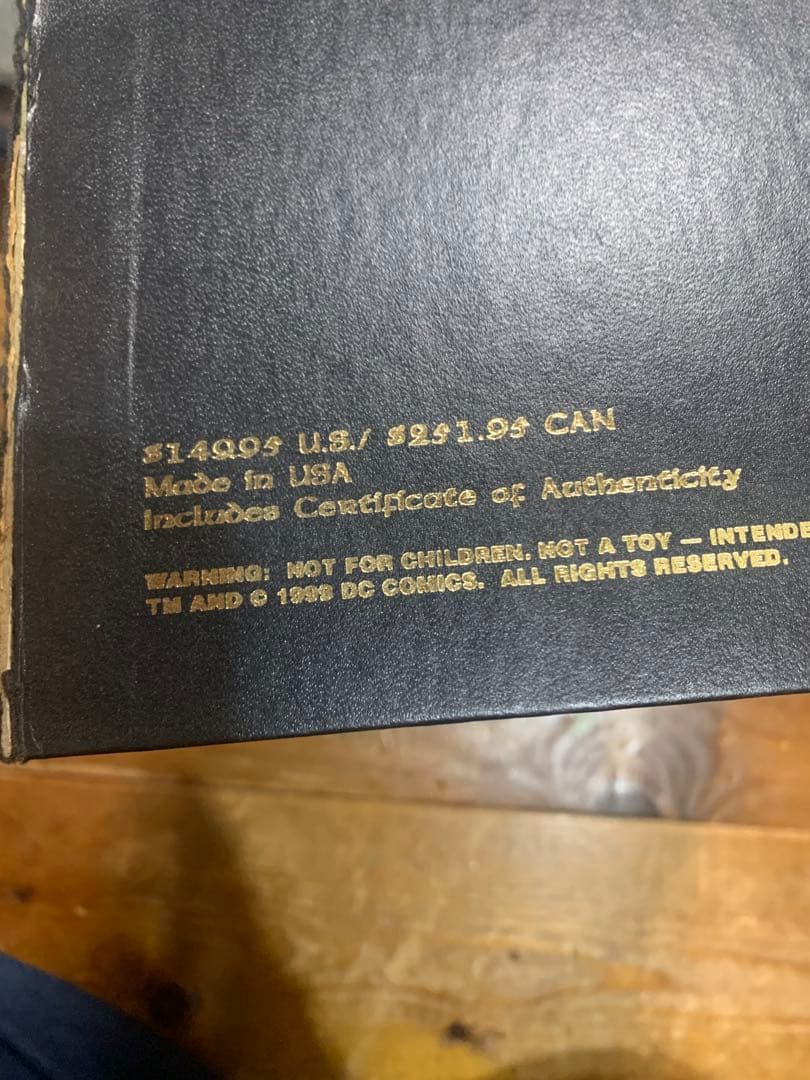 $149.95 U.S./ $251.95 CAN
Made in USA
Includes Certificate of Authenticity
WARNING: NOT FOR CHILDREN. NOT A TOY — INTENDE
TM AND © DC COMICS. ALL RIGHTS RESERVED.